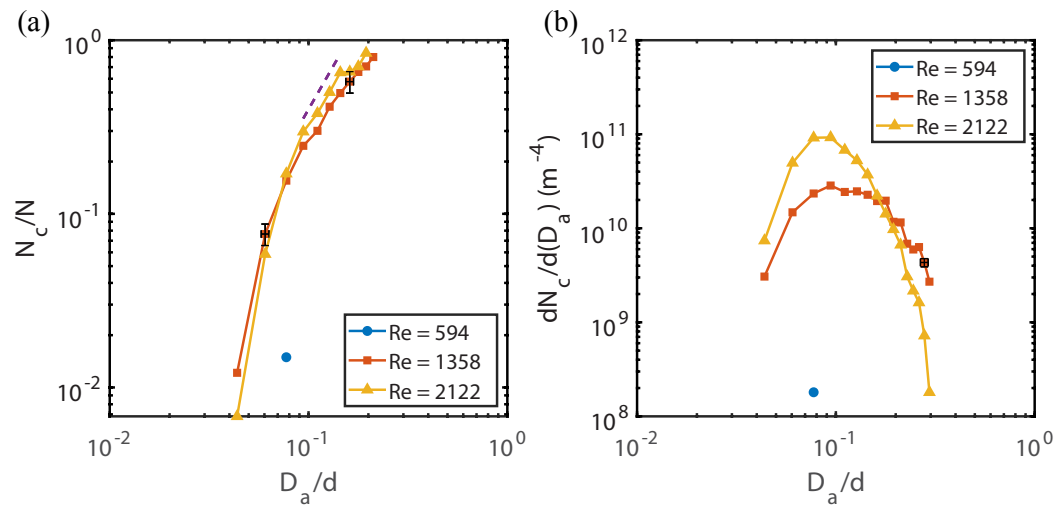 (a)
N_c/N
10^0
10^-1
10^-2
Re = 594
Re = 1358
Re = 2122
10^-2
10^-1
10^0
D_a/d
(b)
dN_c/d(D_a) (m^-4)
10^12
10^11
10^10
10^9
10^8
Re = 594
Re = 1358
Re = 2122
10^-2
10^-1
10^0
D_a/d